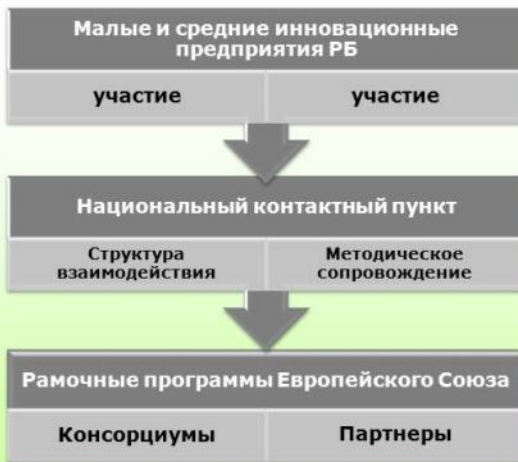 Малые и средние инновационные
предприятия РБ
участие участие
Национальный контактный пункт
Структура
взаимодействия
Методическое
сопровождение
Рамочные программы Европейского Союза
Консорциумы Партнеры